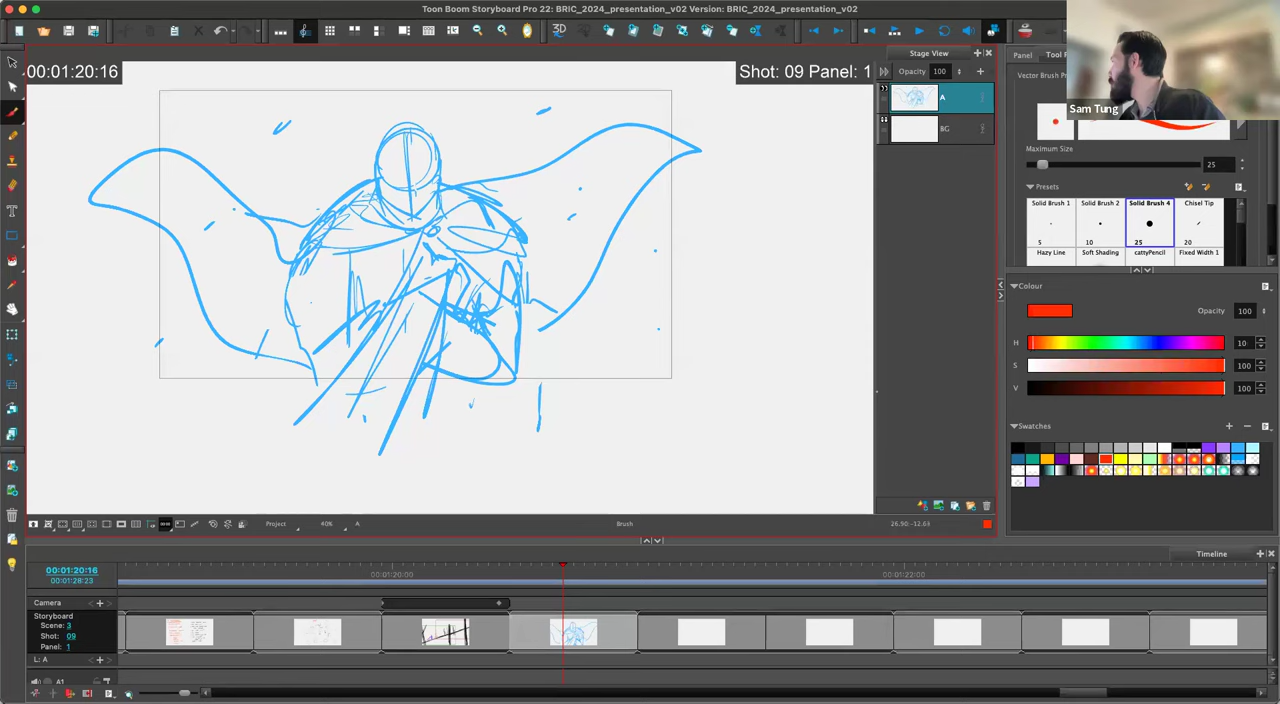 Toon Boom Storyboard Pro 22: BRIC_2024_presentation_v02 Version: BRIC_2024_presentation_v02
3D
Stage View
Panel
00:01:20:16
Shot: 09 Panel: 1
Opacity 100
Sam Tung
A
BG
Maximum Size
25
Presets
Solid Brush 1 Solid Brush 2 Solid Brush 4 Chisel Tip
5 10 25 20
Hazy Line Soft Shading cattyPencil Fixed Width 1
Colour
Opacity 100
H 10
S 100
V 100
Swatches
Project 40% A Brush 26.90 -12.63
Timeline
00:01:20:16
00:01:28:23
00:01:20:00
00:01:22:00
Camera
Storyboard
Scene: 3
Shot: 09
Panel: 1
L: A
A1